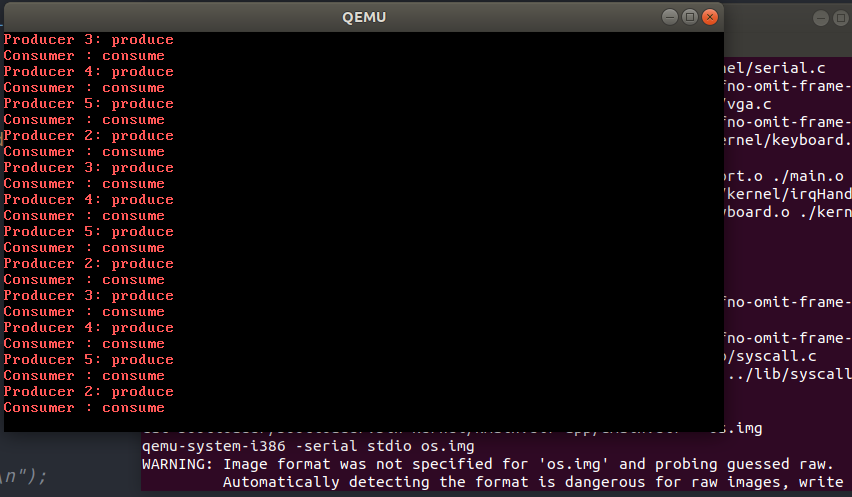 QEMU
Producer 3: produce
Consumer : consume
Producer 4: produce
Consumer : consume
Producer 5: produce
Consumer : consume
Producer 2: produce
Consumer : consume
Producer 3: produce
Consumer : consume
Producer 4: produce
Consumer : consume
Producer 5: produce
Consumer : consume
Producer 2: produce
Consumer : consume
Producer 3: produce
Consumer : consume
Producer 4: produce
Consumer : consume
Producer 5: produce
Consumer : consume
Producer 2: produce
Consumer : consume
nel/serial.c
fno-omit-frame-
/vga.c
fno-omit-frame-
ernel/keyboard.
ort.o ./main.o
/kernel/irqHand
yboard.o ./kern
fno-omit-frame-
fno-omit-frame-
/syscall.c
../lib/syscall
os.img
qemu-system-i386 -serial stdio os.img
WARNING: Image format was not specified for 'os.img' and probing guessed raw.
Automatically detecting the format is dangerous for raw images, write
\n");